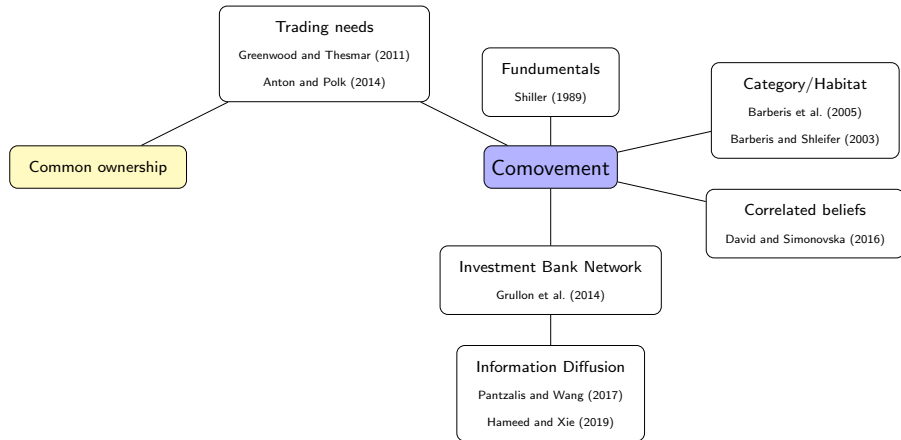 Trading needs
Greenwood and Thesmar (2011)
Anton and Polk (2014)
Fundumentals
Shiller (1989)
Category/Habitat
Barberis et al. (2005)
Barberis and Shleifer (2003)
Common ownership
Comovement
Correlated beliefs
David and Simonovska (2016)
Investment Bank Network
Grullon et al. (2014)
Information Diffusion
Pantzalis and Wang (2017)
Hameed and Xie (2019)